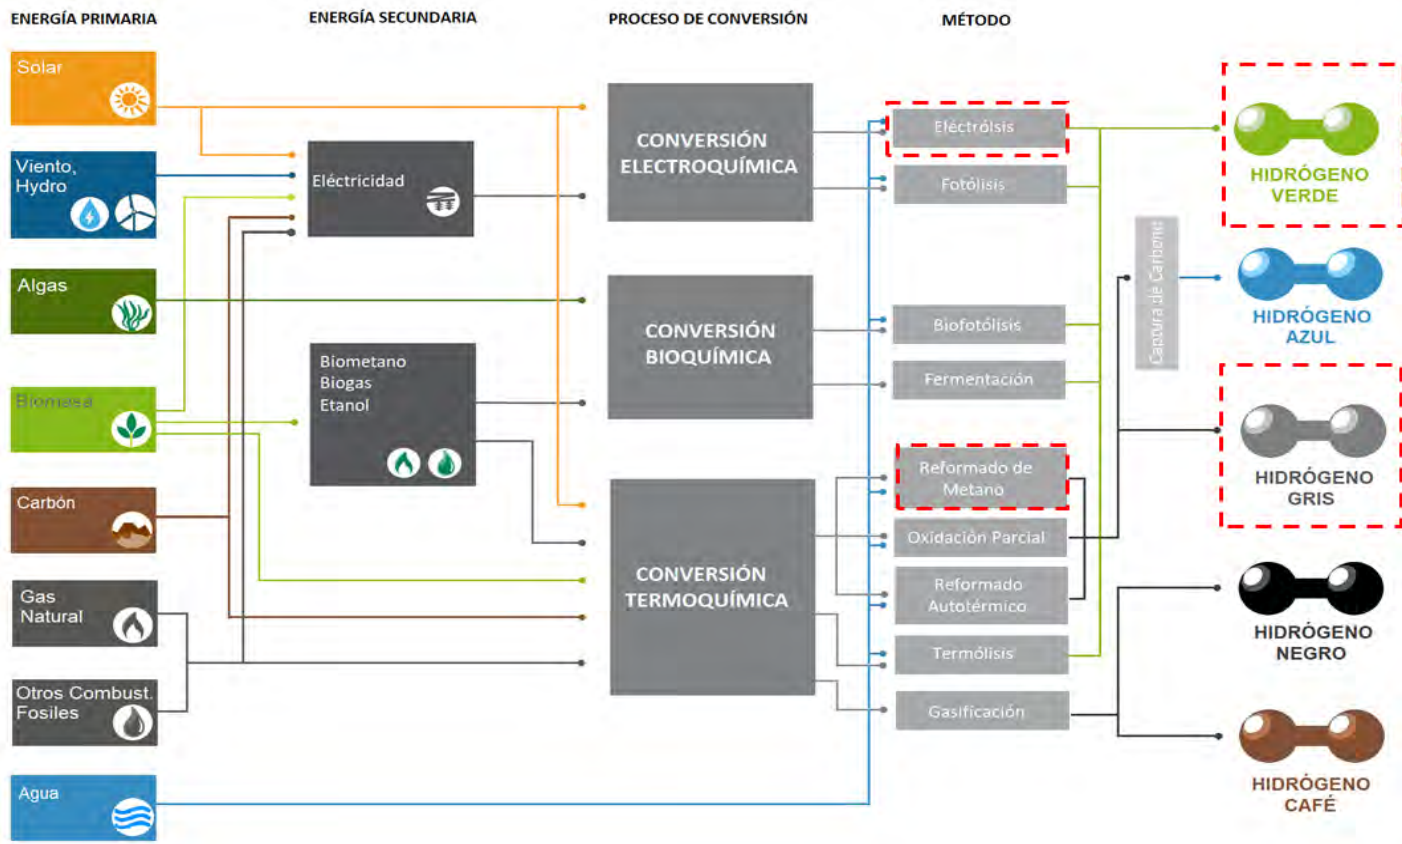 ENERGÍA PRIMARIA
ENERGÍA SECUNDARIA
PROCESO DE CONVERSIÓN
MÉTODO
Sólar
Viento,
Hydro
Algas
Biomasa
Carbón
Gas
Natural
Otros Combust.
Fosiles
Agua
Eléctricidad
Biometano
Biogas
Etanol
CONVERSIÓN
ELECTROQUÍMICA
CONVERSIÓN
BIOQUÍMICA
CONVERSIÓN
TERMOQUÍMICA
Eléctrólsis
Fotólisis
Biofotólisis
Fermentación
Reformado de
Metano
Oxidación Parcial
Reformado
Autotérmico
Termólisis
Gasificación
Captura de Carbono
HIDRÓGENO
VERDE
HIDRÓGENO
AZUL
HIDRÓGENO
GRIS
HIDRÓGENO
NEGRO
HIDRÓGENO
CAFÉ